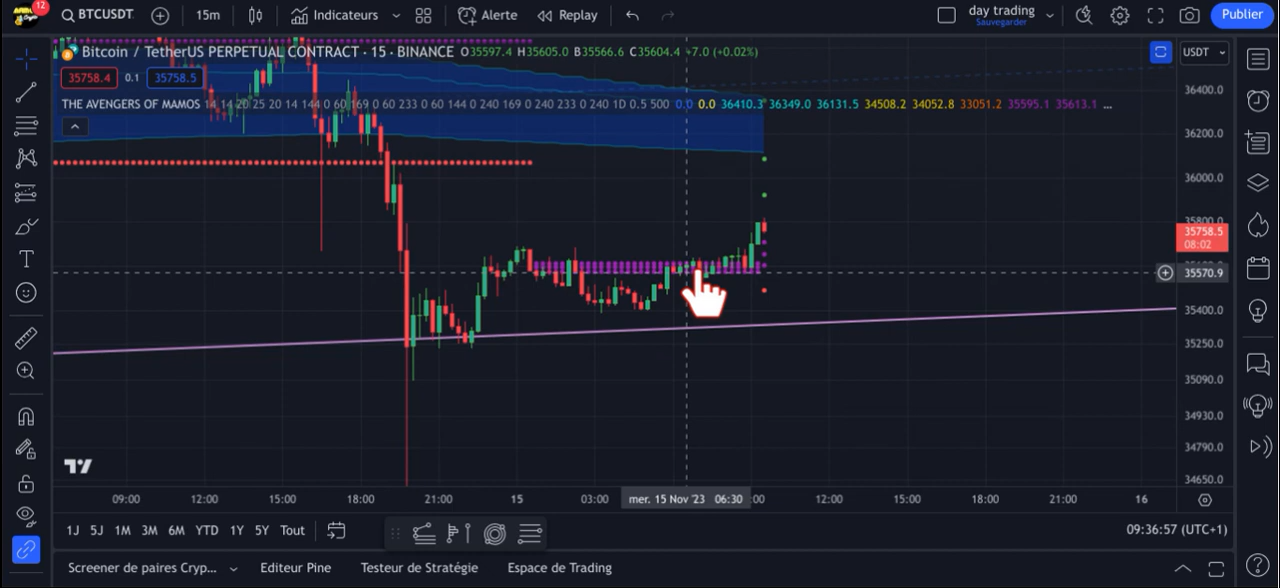 12
BTCUSDT
15m
Indicateurs
Alerte
Replay
day trading
Sauvegarder
Publier
Bitcoin / TetherUS PERPETUAL CONTRACT · 15 · BINANCE O35597.4 H35605.0 B35566.6 C35604.4 +7.0 (+0.02%)
USDT
35758.4 0.1 35758.5
THE AVENGERS OF MAMOS 14 14 20 25 20 14 144 0 60 169 0 60 233 0 60 144 0 240 169 0 240 233 0 240 1D 0.5 500 0.0 0.0 36410.3 36349.0 36131.5 34508.2 34052.8 33051.2 35595.1 35613.1 ...
36400.0
36200.0
36000.0
35800.0
35758.5
08:02
35570.9
35400.0
35250.0
35090.0
34930.0
34790.0
34650.0
09:00 12:00 15:00 18:00 21:00 15 03:00 mer. 15 Nov '23 06:30 :00 12:00 15:00 18:00 21:00 16
1J 5J 1M 3M 6M YTD 1Y 5Y Tout
09:36:57 (UTC+1)
Screener de paires Cryp... Editeur Pine Testeur de Stratégie Espace de Trading